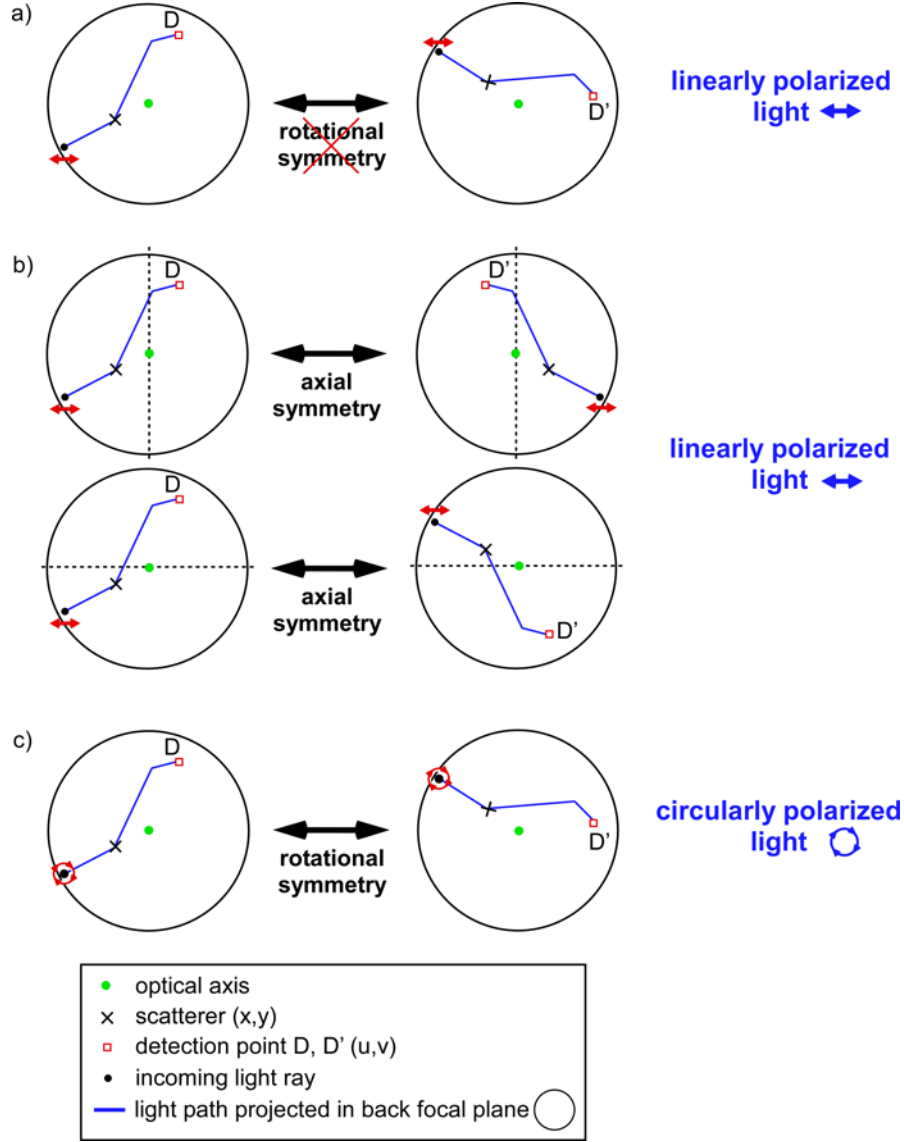 a)
D
rotational
symmetry
D'
linearly polarized
light
b)
D
axial
symmetry
D'
D
axial
symmetry
D'
linearly polarized
light
c)
D
rotational
symmetry
D'
circularly polarized
light
optical axis
scatterer (x,y)
detection point D, D' (u,v)
incoming light ray
light path projected in back focal plane